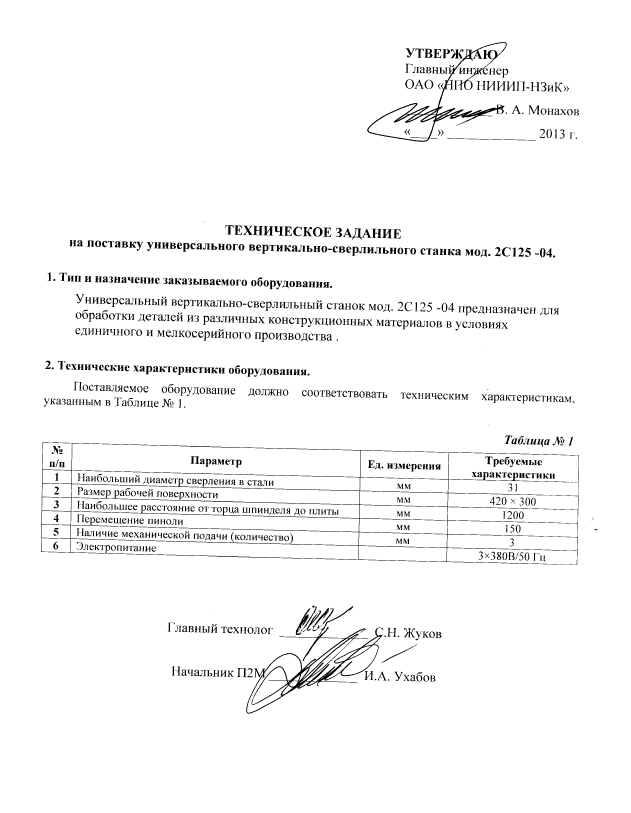 УТВЕРЖДАЮ
Главный инженер
ОАО «НПО НИИИП-НЗиК»
В. А. Монахов
«____» _____________ 2013 г.
ТЕХНИЧЕСКОЕ ЗАДАНИЕ
на поставку универсального вертикально-сверлильного станка мод. 2С125 -04.
1. Тип и назначение заказываемого оборудования.
Универсальный вертикально-сверлильный станок мод. 2С125 -04 предназначен для
обработки деталей из различных конструкционных материалов в условиях
единичного и мелкосерийного производства .
2. Технические характеристики оборудования.
Поставляемое оборудование должно соответствовать техническим характеристикам,
указанным в Таблице № 1.
Таблица № 1
№ п/п Параметр Ед. измерения Требуемые характеристики
1 Наибольший диаметр сверления в стали мм 31
2 Размер рабочей поверхности мм 420 × 300
3 Наибольшее расстояние от торца шпинделя до плиты мм 1200
4 Перемещение пиноли мм 150
5 Наличие механической подачи (количество) мм 3
6 Электропитание 3×380В/50 Гц
Главный технолог _____________ С.Н. Жуков
Начальник П2М _____________ И.А. Ухабов